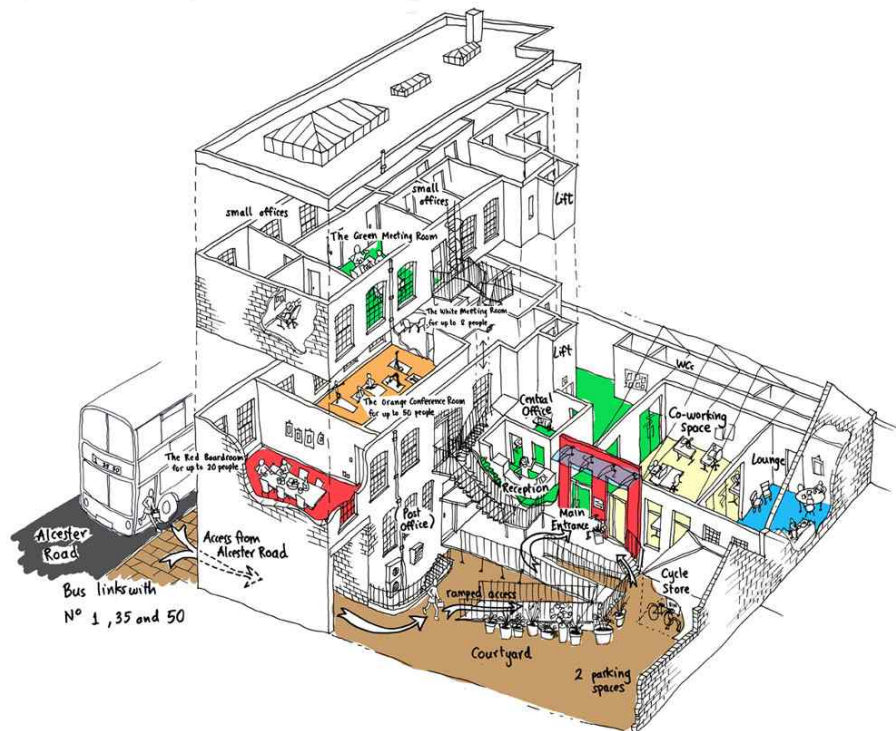 small offices
small
offices
Lift
The Green Meeting Room
The White Meeting Room
for up to 8 people
Lift
WCs
The Orange Conference Room
for up to 50 people
Central
Office
Co-working
space
Lounge
The Red Boardroom
for up to 20 people
Reception
(Post
Office)
Main
Entrance
Alcester
Road
Access from
Alcester Road
Bus links with
Nº 1, 35 and 50
ramped access
Cycle
Store
Courtyard
2 parking
spaces